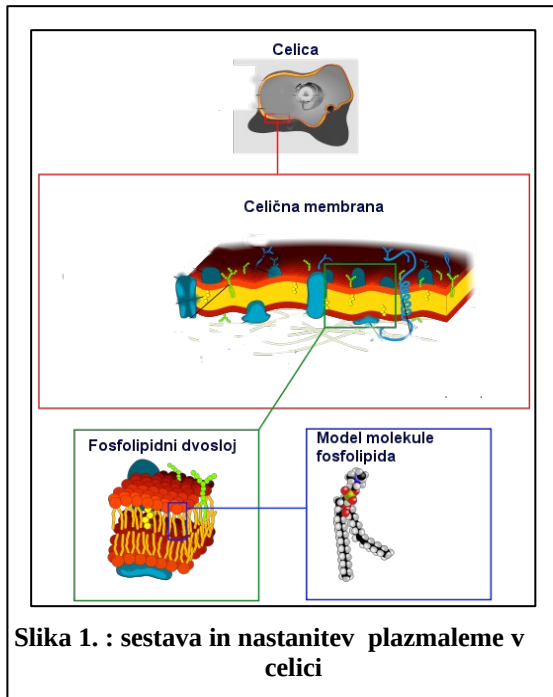 Celica
Celična membrana
Fosfolipidni dvosloj
Model molekule
fosfolipida
Slika 1. : sestava in nastanitev plazmaleme v
celici